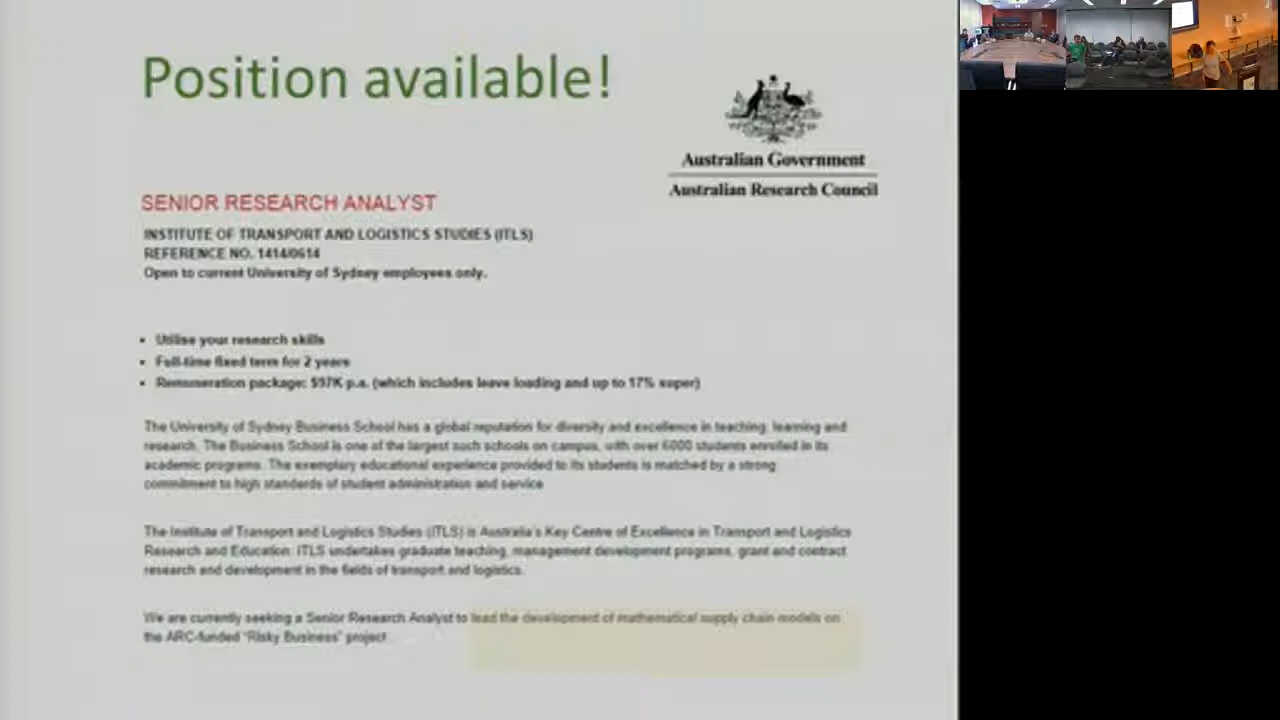 Position available!
Australian Government
Australian Research Council
SENIOR RESEARCH ANALYST
INSTITUTE OF TRANSPORT AND LOGISTICS STUDIES (ITLS)
REFERENCE NO. 1414/0614
Open to current University of Sydney employees only.
• Utilise your research skills
• Full-time fixed term for 2 years
• Remuneration package: $97K p.a. (which includes leave loading and up to 17% super)
The University of Sydney Business School has a global reputation for diversity and excellence in teaching, learning and
research. The Business School is one of the largest such schools on campus, with over 6000 students enrolled in its
academic programs. The exemplary educational experience provided to its students is matched by a strong
commitment to high standards of student administration and service
The Institute of Transport and Logistics Studies (ITLS) is Australia's Key Centre of Excellence in Transport and Logistics
Research and Education. ITLS undertakes graduate teaching, management development programs, grant and contract
research and development in the fields of transport and logistics.
We are currently seeking a Senior Research Analyst to lead the development of mathematical supply chain models on
the ARC-funded "Risky Business" project